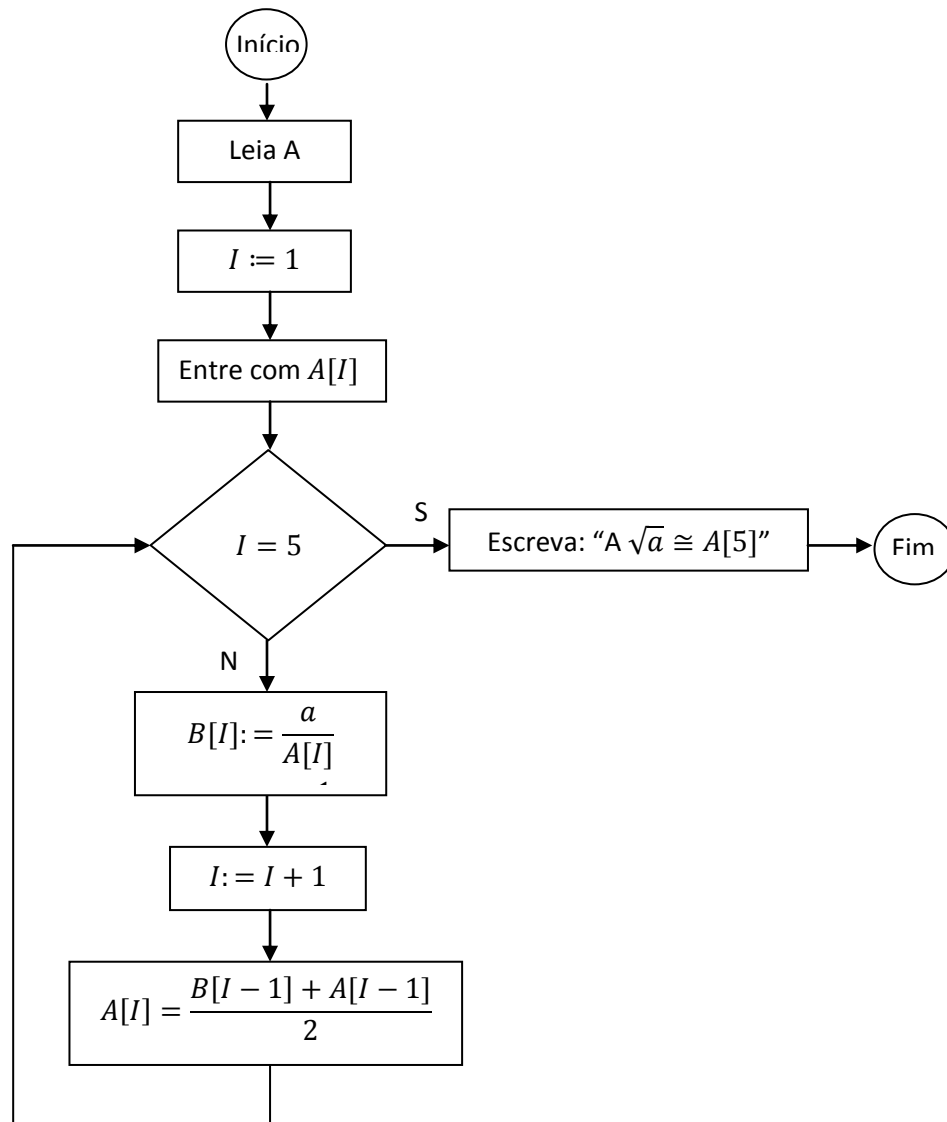 Início
Leia A
I := 1
Entre com A[I]
I = 5
S
Escreva: “A √a ≅ A[5]”
Fim
N
B[I]: = a / A[I]
I: = I + 1
A[I] = (B[I − 1] + A[I − 1]) / 2